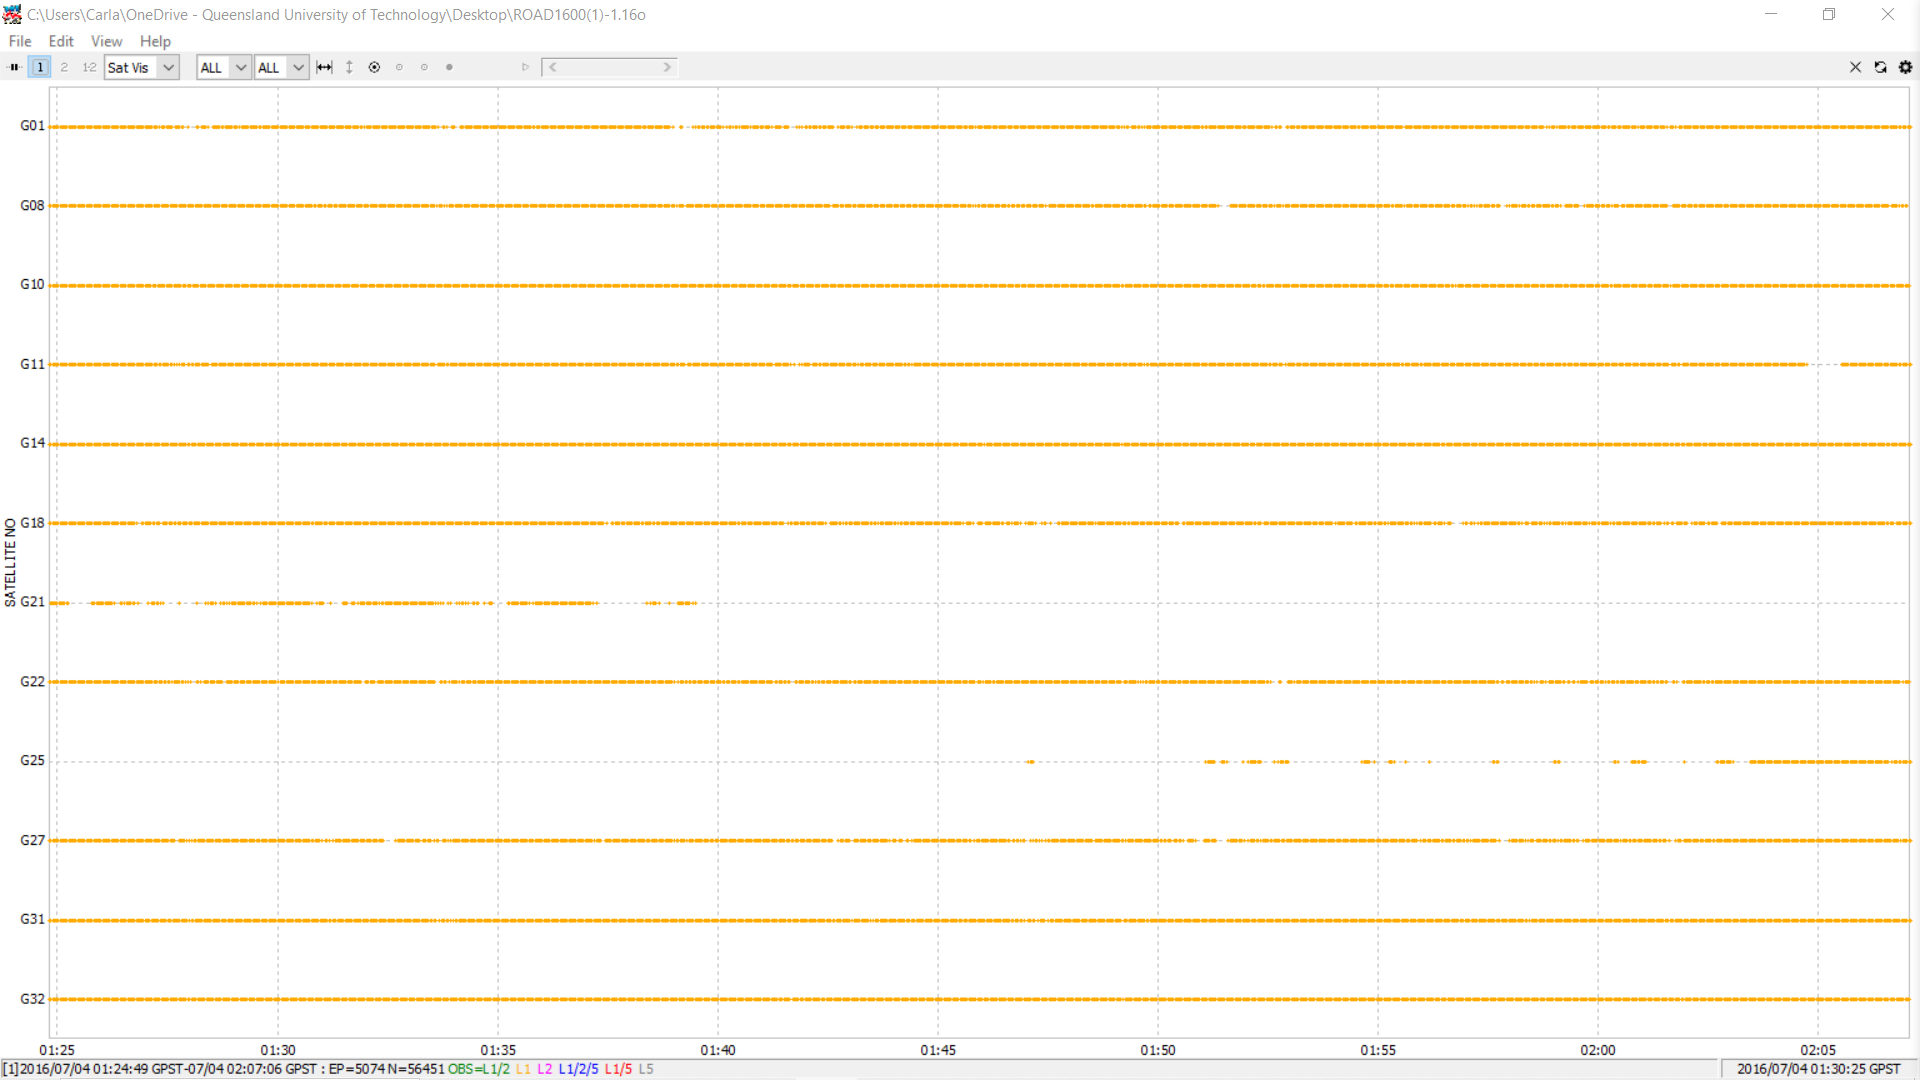 C:\Users\Carla\OneDrive - Queensland University of Technology\Desktop\ROAD1600(1)-1.16o
File Edit View Help
1 2 1-2 Sat Vis ALL ALL
G01
G08
G10
G11
G14
G18
SATELLITE NO
G21
G22
G25
G27
G31
G32
01:25 01:30 01:35 01:40 01:45 01:50 01:55 02:00 02:05
[1]2016/07/04 01:24:49 GPST-07/04 02:07:06 GPST : EP=5074 N=56451 OBS=L1/2 L1 L2 L1/2/5 L1/5 L5 2016/07/04 01:30:25 GPST